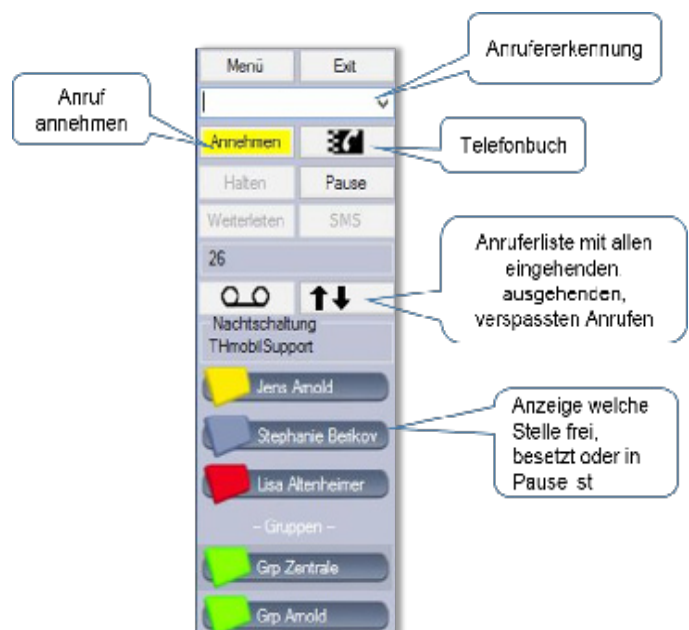 Anrufererkennung
Menü Exit
Anruf
annehmen
Annehmen
Telefonbuch
Halten Pause
Weiterleiten SMS
Anruferliste mit allen
eingehenden,
ausgehenden,
verpassten Anrufen
26
Nachtschaltung
THmobilSupport
Jens Arnold
Anzeige welche
Stelle frei,
besetzt oder in
Pause st
Stephanie Beŝkov
Lisa Altenheimer
-- Gruppen --
Grp Zentrale
Grp Arnold